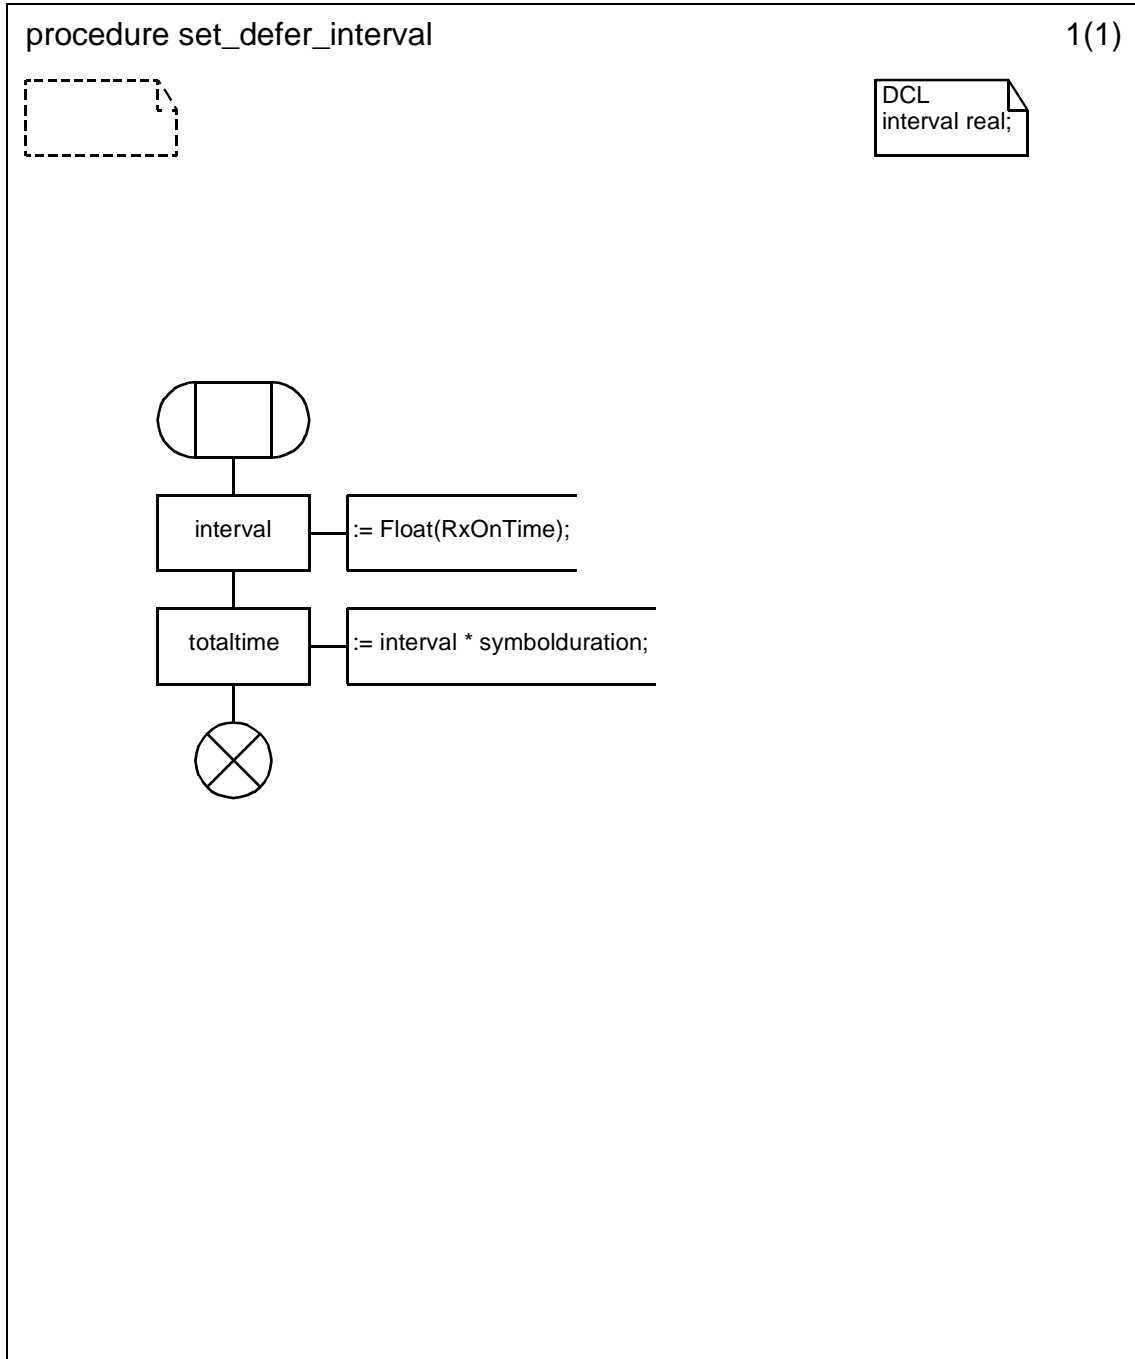 procedure set_defer_interval 1(1)
DCL
interval real;
interval := Float(RxOnTime);
totaltime := interval * symbolduration;